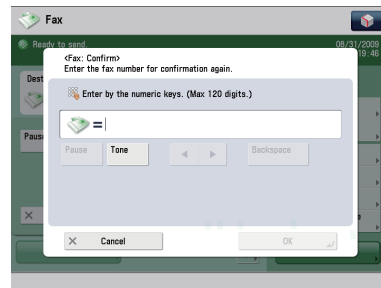 Fax
Ready to send.
08/31/2009
19:46
<Fax: Confirm>
Enter the fax number for confirmation again.
Dest
Enter by the numeric keys. (Max 120 digits.)
=
Pause
Pause
Tone
Backspace
× Cancel
OK